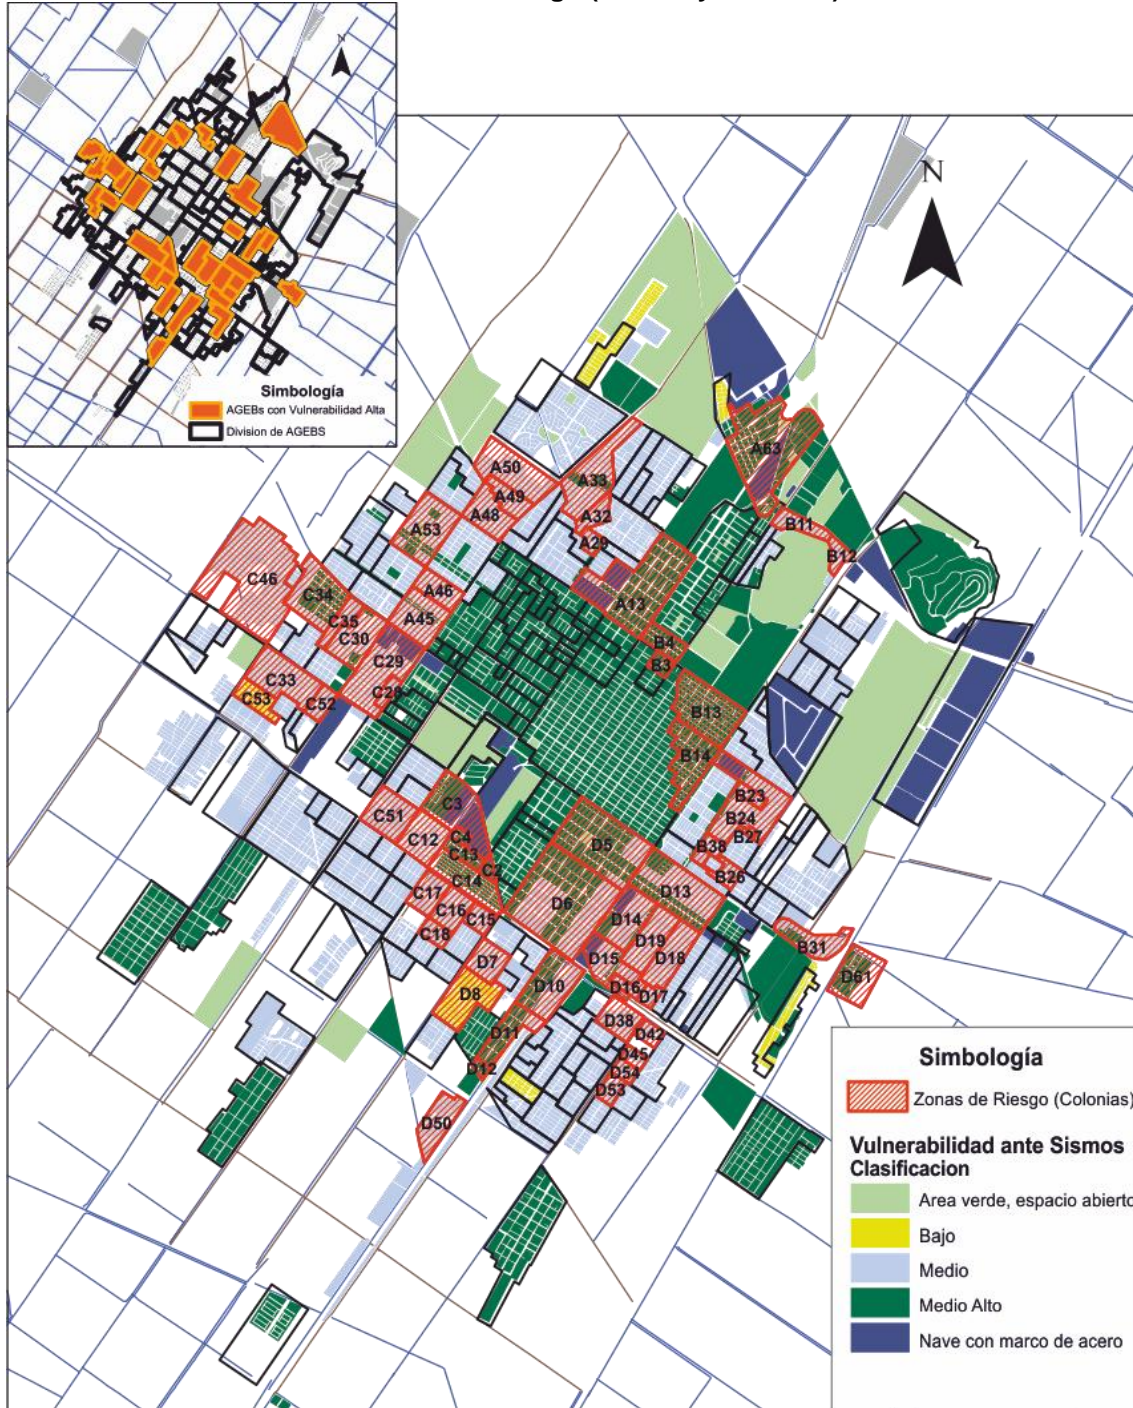 N
Simbología
AGEBs con Vulnerabilidad Alta
Division de AGEBS
N
A63
A50
A33
A49
A48
A32
A53
A29
B11
B12
C46
C34
A46
A13
C35
A45
C30
B4
B3
C29
C33
C28
C53
C52
B13
B14
C3
B23
C51
B24
C12
C4
B27
C13
D5
B38
C2
B26
C14
D13
C17
D6
C16
C15
D14
C18
D19
B31
D7
D15
D18
D61
D8
D10
D16
D17
D11
D38
D42
D45
D12
D54
D53
D50
Simbología
Zonas de Riesgo (Colonias)
Vulnerabilidad ante Sismos
Clasificacion
Area verde, espacio abierto
Bajo
Medio
Medio Alto
Nave con marco de acero